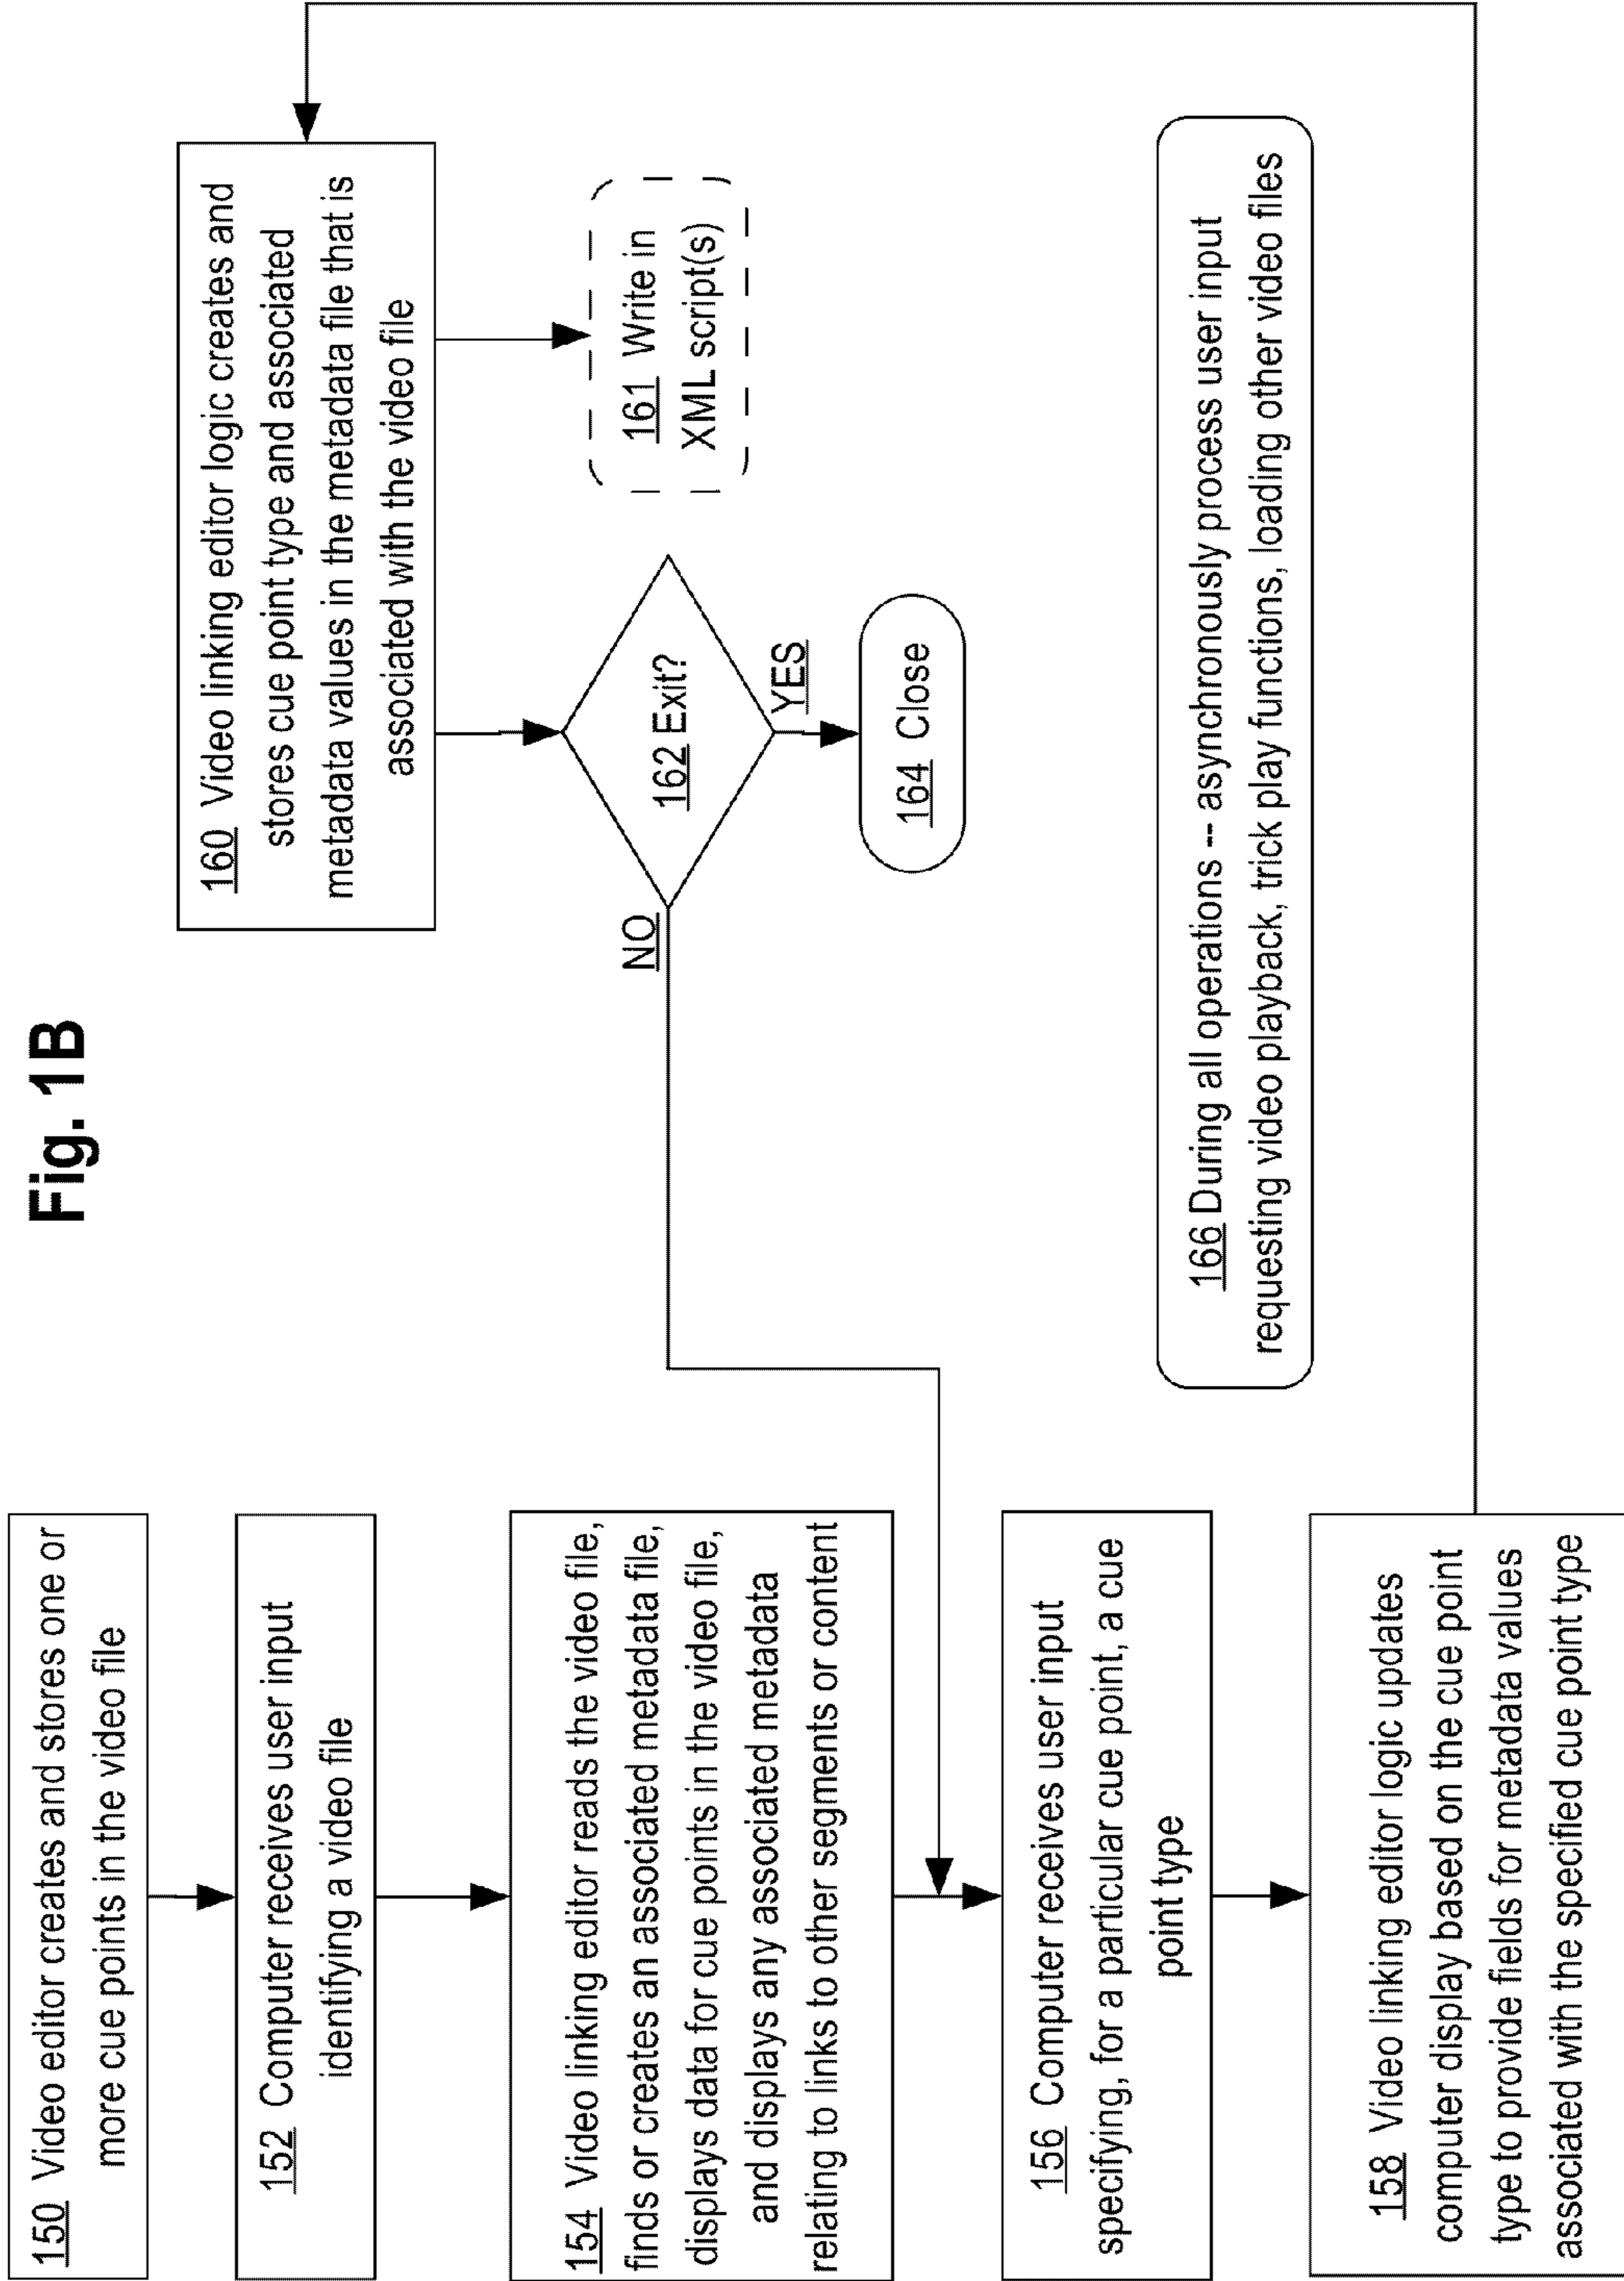 Fig. 1B
150 Video editor creates and stores one or
more cue points in the video file
152 Computer receives user input
identifying a video file
154 Video linking editor reads the video file,
finds or creates an associated metadata file,
displays data for cue points in the video file,
and displays any associated metadata
relating to links to other segments or content
156 Computer receives user input
specifying, for a particular cue point, a cue
point type
158 Video linking editor logic updates
computer display based on the cue point
type to provide fields for metadata values
associated with the specified cue point type
160 Video linking editor logic creates and
stores cue point type and associated
metadata values in the metadata file that is
associated with the video file
161 Write in
XML script(s)
162 Exit?
NO
YES
164 Close
166 During all operations -- asynchronously process user input
requesting video playback, trick play functions, loading other video files